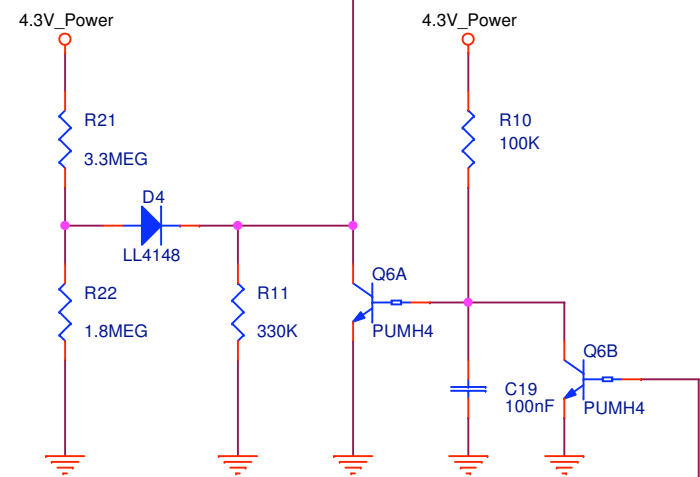 4.3V_Power
4.3V_Power
R21
3.3MEG
R10
100K
D4
LL4148
R22
1.8MEG
R11
330K
Q6A
PUMH4
C19
100nF
Q6B
PUMH4